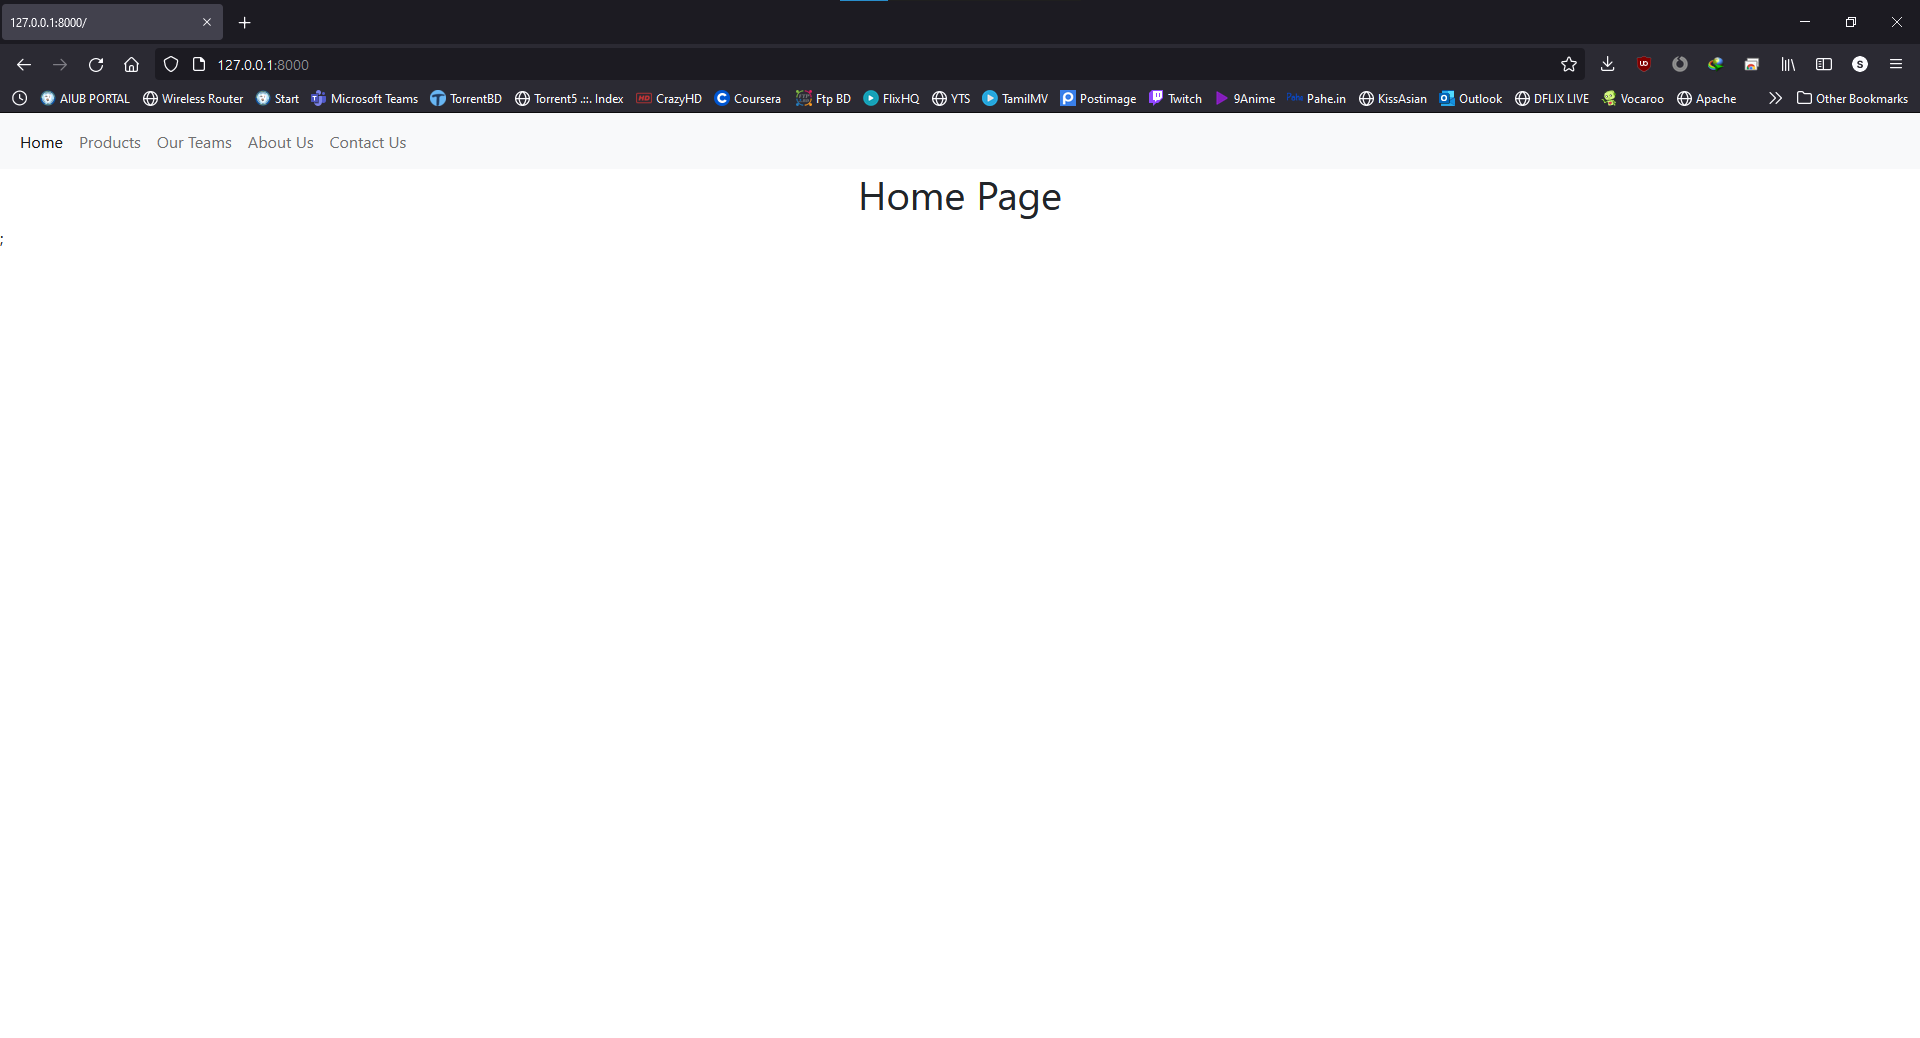 127.0.0.1:8000/
127.0.0.1:8000
AIUB PORTAL Wireless Router Start Microsoft Teams TorrentBD Torrent5 .::. Index HD CrazyHD Coursera Ftp BD FlixHQ YTS TamilMV Postimage Twitch 9Anime Pahe Pahe.in KissAsian Outlook DFLIX LIVE Vocaroo Apache Other Bookmarks
Home Products Our Teams About Us Contact Us
Home Page
;